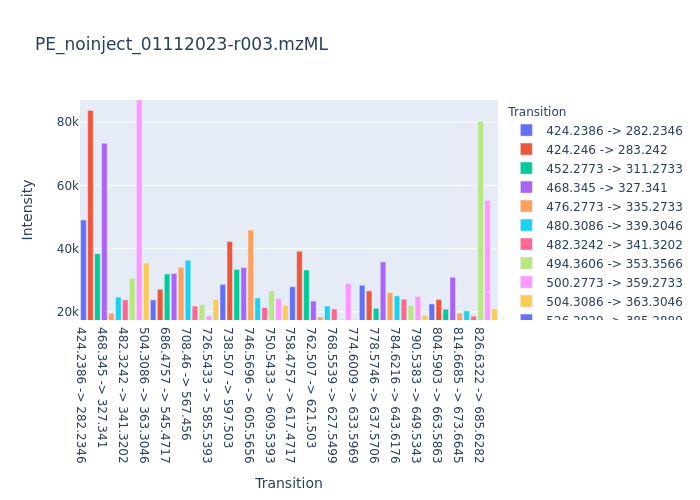 PE_noinject_01112023-r003.mzML
Intensity
80k
60k
40k
20k
424.2386 -> 282.2346
468.345 -> 327.341
482.3242 -> 341.3202
504.3086 -> 363.3046
686.4757 -> 545.4717
708.46 -> 567.456
726.5433 -> 585.5393
738.507 -> 597.503
746.5696 -> 605.5656
750.5433 -> 609.5393
758.4757 -> 617.4717
762.507 -> 621.503
768.5539 -> 627.5499
774.6009 -> 633.5969
778.5746 -> 637.5706
784.6216 -> 643.6176
790.5383 -> 649.5343
804.5903 -> 663.5863
814.6685 -> 673.6645
826.6322 -> 685.6282
Transition
Transition
424.2386 -> 282.2346
424.246 -> 283.242
452.2773 -> 311.2733
468.345 -> 327.341
476.2773 -> 335.2733
480.3086 -> 339.3046
482.3242 -> 341.3202
494.3606 -> 353.3566
500.2773 -> 359.2733
504.3086 -> 363.3046